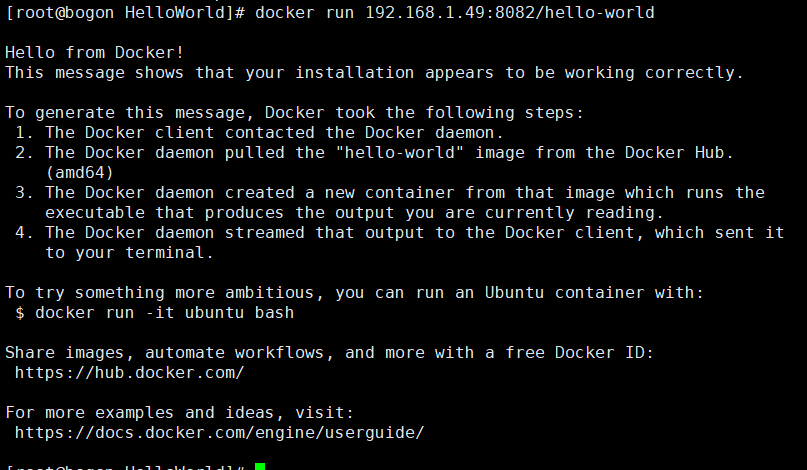 [root@bogon HelloWorld]# docker run 192.168.1.49:8082/hello-world
Hello from Docker!
This message shows that your installation appears to be working correctly.
To generate this message, Docker took the following steps:
1. The Docker client contacted the Docker daemon.
2. The Docker daemon pulled the "hello-world" image from the Docker Hub.
(amd64)
3. The Docker daemon created a new container from that image which runs the
executable that produces the output you are currently reading.
4. The Docker daemon streamed that output to the Docker client, which sent it
to your terminal.
To try something more ambitious, you can run an Ubuntu container with:
$ docker run -it ubuntu bash
Share images, automate workflows, and more with a free Docker ID:
https://hub.docker.com/
For more examples and ideas, visit:
https://docs.docker.com/engine/userguide/
[root@bogon HelloWorld]#